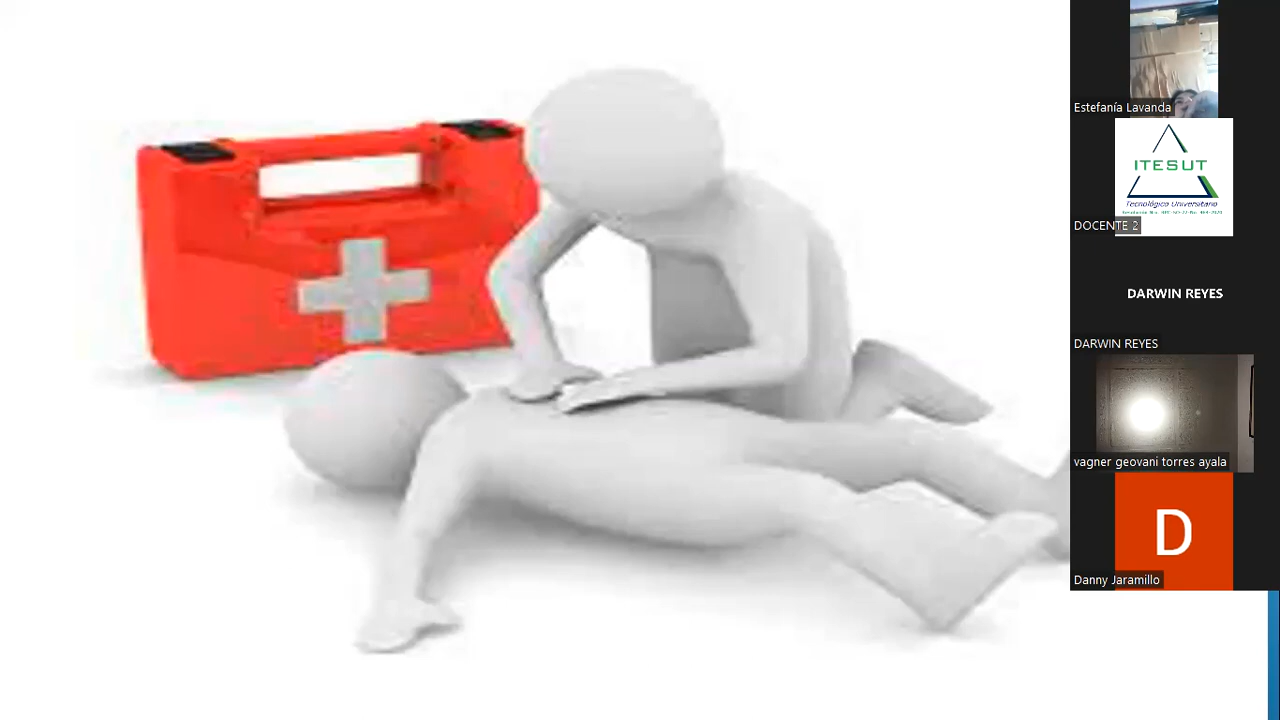 Estefanía Lavanda
ITESUT
Tecnológico Universitario
DOCENTE 2
DARWIN REYES
DARWIN REYES
vagner geovani torres ayala
D
Danny Jaramillo